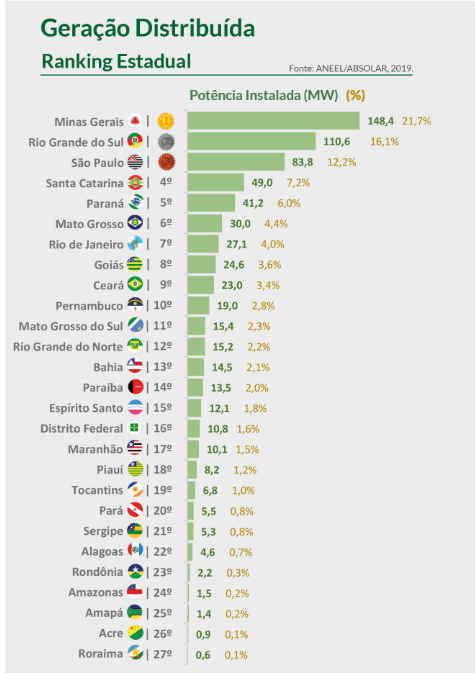 Geração Distribuída
Ranking Estadual
Fonte: ANEEL/ABSOLAR, 2019.
Potência Instalada (MW) (%)
Minas Gerais | 1 148,4 21,7%
Rio Grande do Sul | 110,6 16,1%
São Paulo | 83,8 12,2%
Santa Catarina | 4º 49,0 7,2%
Paraná | 5º 41,2 6,0%
Mato Grosso | 6º 30,0 4,4%
Rio de Janeiro | 7º 27,1 4,0%
Goiás | 8º 24,6 3,6%
Ceará | 9º 23,0 3,4%
Pernambuco | 10º 19,0 2,8%
Mato Grosso do Sul | 11º 15,4 2,3%
Rio Grande do Norte | 12º 15,2 2,2%
Bahia | 13º 14,5 2,1%
Paraíba | 14º 13,5 2,0%
Espírito Santo | 15º 12,1 1,8%
Distrito Federal | 16º 10,8 1,6%
Maranhão | 17º 10,1 1,5%
Piauí | 18º 8,2 1,2%
Tocantins | 19º 6,8 1,0%
Pará | 20º 5,5 0,8%
Sergipe | 21º 5,3 0,8%
Alagoas | 22º 4,6 0,7%
Rondônia | 23º 2,2 0,3%
Amazonas | 24º 1,5 0,2%
Amapá | 25º 1,4 0,2%
Acre | 26º 0,9 0,1%
Roraima | 27º 0,6 0,1%